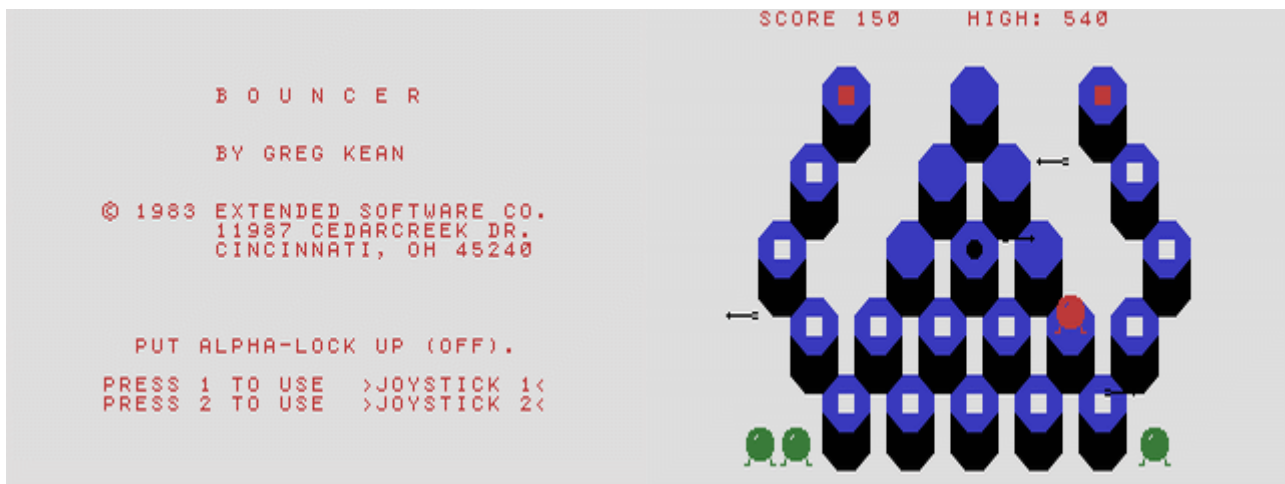 B O U N C E R
BY GREG KEAN
© 1983 EXTENDED SOFTWARE CO.
11987 CEDARCREEK DR.
CINCINNATI, OH 45240
PUT ALPHA-LOCK UP (OFF).
PRESS 1 TO USE >JOYSTICK 1<
PRESS 2 TO USE >JOYSTICK 2<
SCORE 150 HIGH: 540